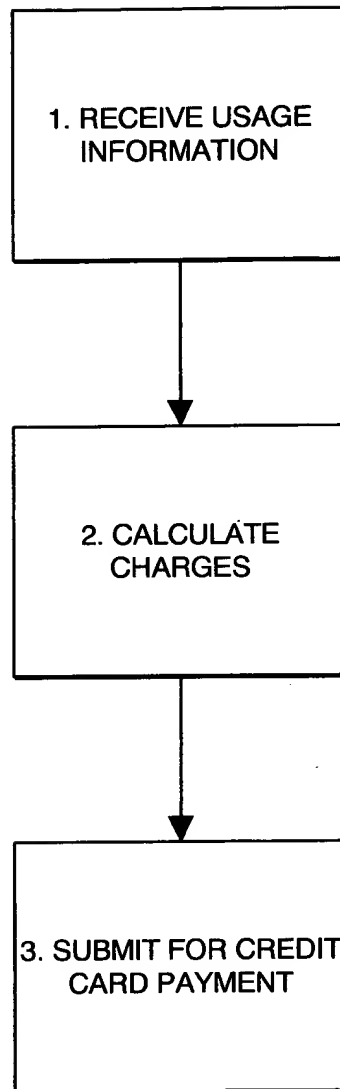 1. RECEIVE USAGE
INFORMATION
2. CALCULATE
CHARGES
3. SUBMIT FOR CREDIT
CARD PAYMENT